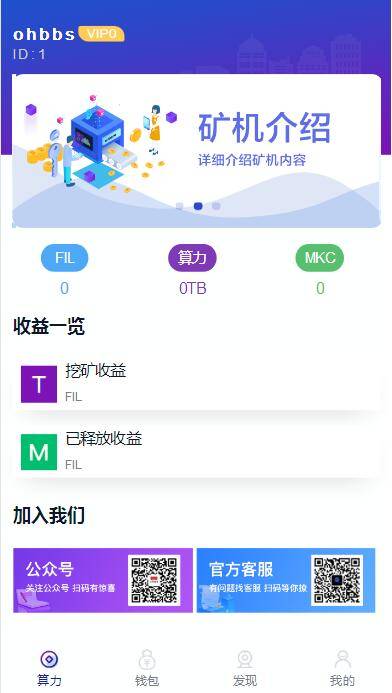 ohbbs VIP0
ID:1
矿机介绍
详细介绍矿机内容
FIL 算力 MKC
0 0TB 0
收益一览
T 挖矿收益
FIL
M 已释放收益
FIL
加入我们
公众号 官方客服
关注公众号 扫码有惊喜 有问题找客服 扫码等你撩
算力 钱包 发现 我的